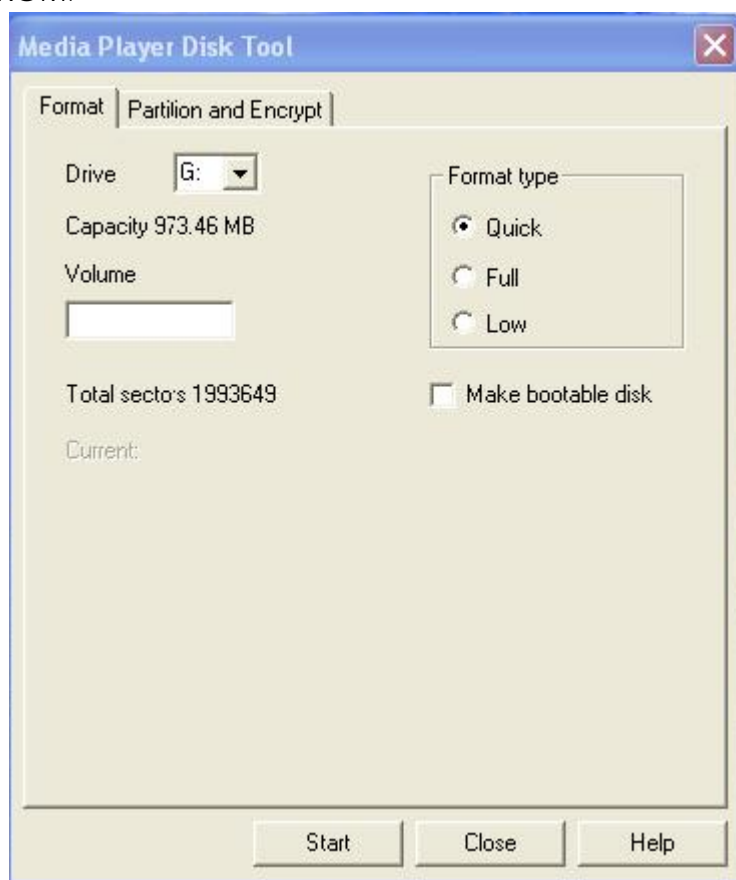 Media Player Disk Tool
Format
Partition and Encrypt
Drive
G:
Format type
Capacity 973.46 MB
Quick
Volume
Full
Low
Total sectors 1993649
Make bootable disk
Current:
Start
Close
Help